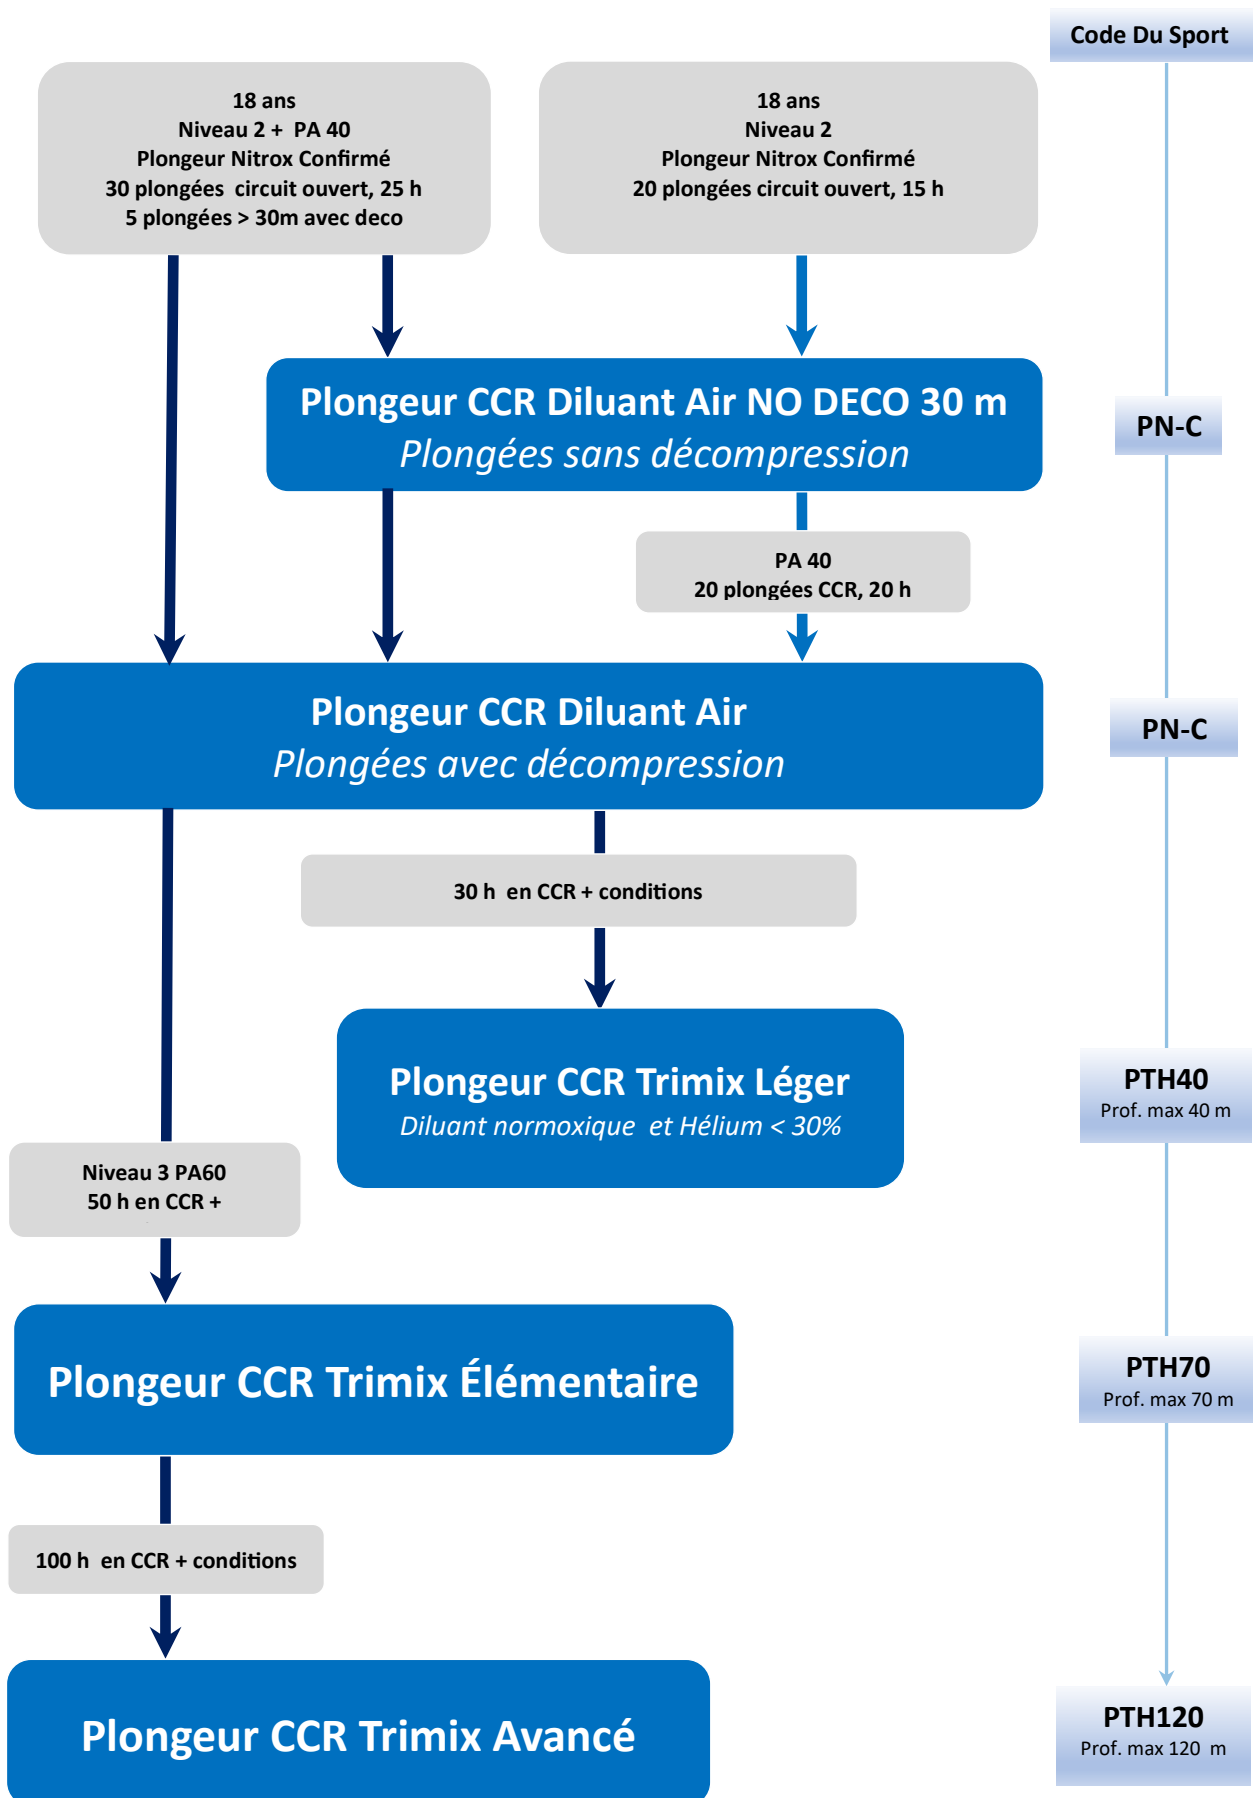 Code Du Sport
18 ans
Niveau 2 + PA 40
Plongeur Nitrox Confirmé
30 plongées circuit ouvert, 25 h
5 plongées > 30m avec deco
18 ans
Niveau 2
Plongeur Nitrox Confirmé
20 plongées circuit ouvert, 15 h
Plongeur CCR Diluant Air NO DECO 30 m
Plongées sans décompression
PN-C
PA 40
20 plongées CCR, 20 h
Plongeur CCR Diluant Air
Plongées avec décompression
PN-C
30 h en CCR + conditions
Plongeur CCR Trimix Léger
Diluant normoxique et Hélium < 30%
PTH40
Prof. max 40 m
Niveau 3 PA60
50 h en CCR +
Plongeur CCR Trimix Élémentaire
PTH70
Prof. max 70 m
100 h en CCR + conditions
Plongeur CCR Trimix Avancé
PTH120
Prof. max 120 m